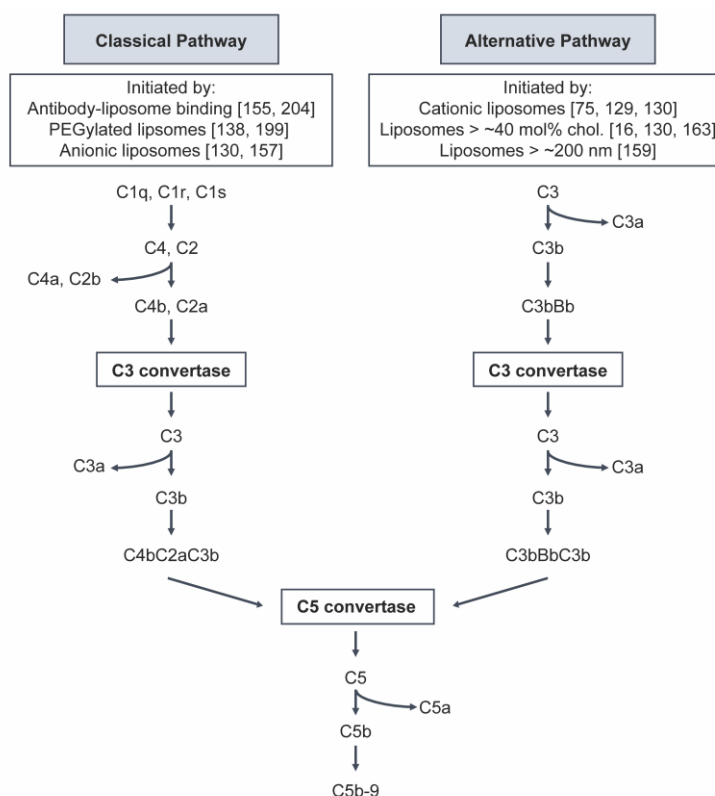 Classical Pathway
Initiated by:
Antibody-liposome binding [155, 204]
PEGylated lipsomes [138, 199]
Anionic liposomes [130, 157]
C1q, C1r, C1s
C4, C2
C4a, C2b
C4b, C2a
C3 convertase
C3
C3a
C3b
C4bC2aC3b
Alternative Pathway
Initiated by:
Cationic liposomes [75, 129, 130]
Liposomes > ~40 mol% chol. [16, 130, 163]
Liposomes > ~200 nm [159]
C3
C3a
C3b
C3bBb
C3 convertase
C3
C3a
C3b
C3bBbC3b
C5 convertase
C5
C5a
C5b
C5b-9